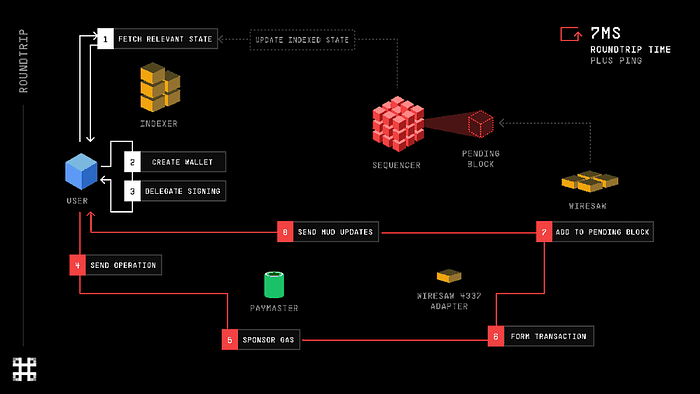 ROUNDTRIP
7MS
ROUNDTRIP TIME
PLUS PING
1 FETCH RELEVANT STATE
UPDATE INDEXED STATE
INDEXER
SEQUENCER
PENDING
BLOCK
2 CREATE WALLET
3 DELEGATE SIGNING
USER
WIRESAW
8 SEND MUD UPDATES
7 ADD TO PENDING BLOCK
4 SEND OPERATION
PAYMASTER
WIRESAW 4337
ADAPTER
5 SPONSOR GAS
6 FORM TRANSACTION